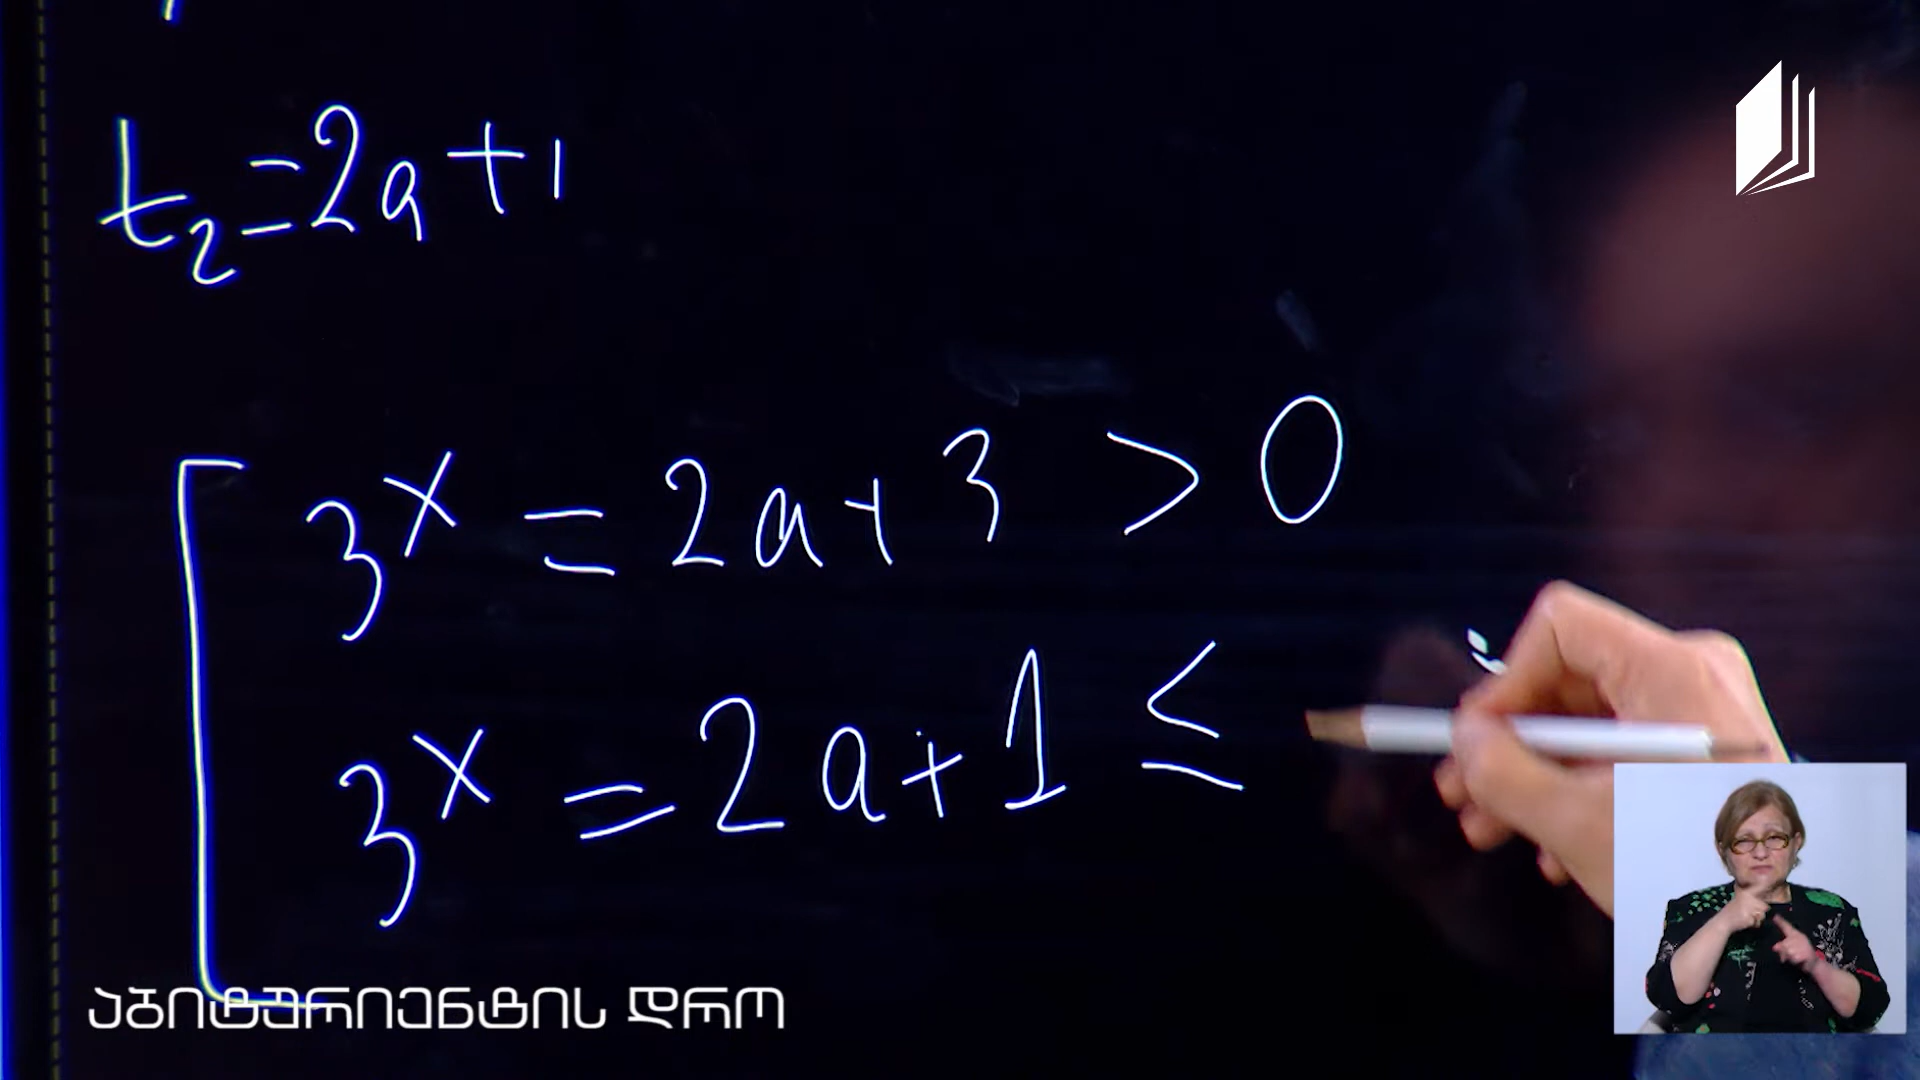 t₂=2a+1
3ˣ = 2a+3 > 0
3ˣ = 2a+1 ≤
აბიტურიენტის დრო